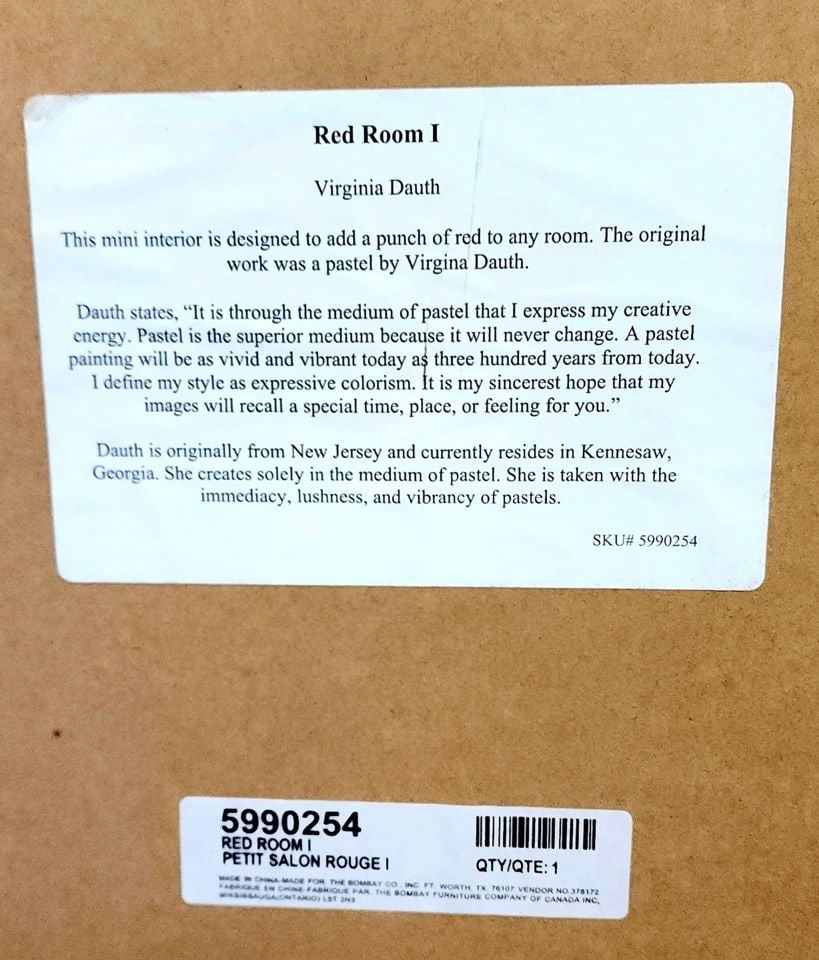 Red Room I
Virginia Dauth
This mini interior is designed to add a punch of red to any room. The original
work was a pastel by Virgina Dauth.
Dauth states, “It is through the medium of pastel that I express my creative
energy. Pastel is the superior medium because it will never change. A pastel
painting will be as vivid and vibrant today as three hundred years from today.
I define my style as expressive colorism. It is my sincerest hope that my
images will recall a special time, place, or feeling for you.”
Dauth is originally from New Jersey and currently resides in Kennesaw,
Georgia. She creates solely in the medium of pastel. She is taken with the
immediacy, lushness, and vibrancy of pastels.
SKU# 5990254
5990254
RED ROOM I
PETIT SALON ROUGE I
QTY/QTE: 1
MADE IN CHINA-MADE FOR THE BOMBAY CO. INC. FT. WORTH, TX. 76107 VENDOR NO.378172
FABRIQUE EN CHINE-FABRIQUE PAR. THE BOMBAY FURNITURE COMPANY OF CANADA INC,
MISSISSAUGA(ONTARIO) L5T 2N3